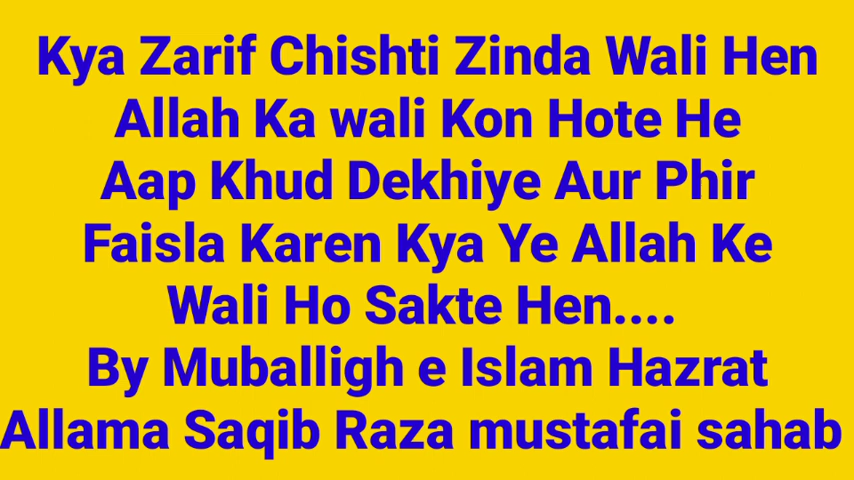 Kya Zarif Chishti Zinda Wali Hen
Allah Ka wali Kon Hote He
Aap Khud Dekhiye Aur Phir
Faisla Karen Kya Ye Allah Ke
Wali Ho Sakte Hen....
By Muballigh e Islam Hazrat
Allama Saqib Raza mustafai sahab